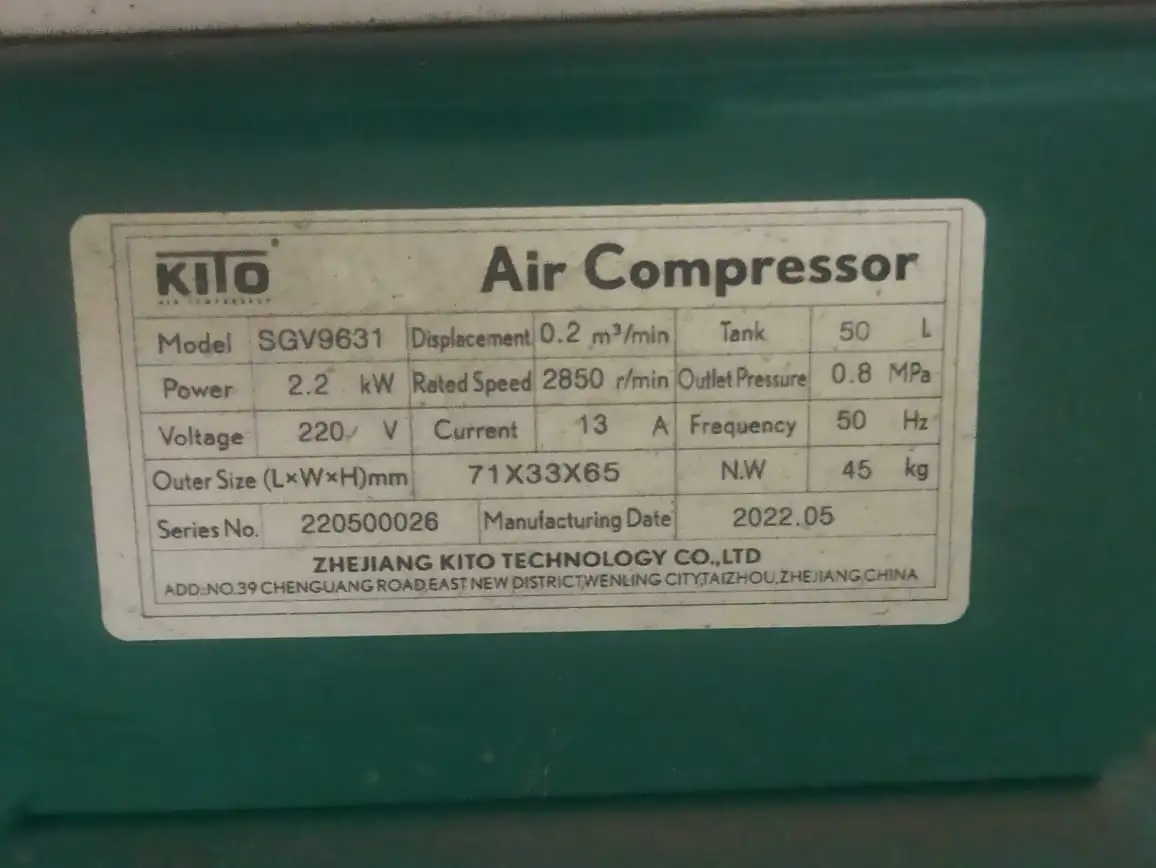 KITO
AIR COMPRESSOR
Air Compressor
Model SGV9631 Displacement 0.2 m³/min Tank 50 L
Power 2.2 kW Rated Speed 2850 r/min Outlet Pressure 0.8 MPa
Voltage 220/ V Current 13 A Frequency 50 Hz
Outer Size (L×W×H)mm 71X33X65 N.W 45 kg
Series No. 220500026 Manufacturing Date 2022.05
ZHEJIANG KITO TECHNOLOGY CO.,LTD
ADD:NO.39 CHENGUANG ROAD,EAST NEW DISTRICT,WENLING CITY,TAIZHOU,ZHEJIANG,CHINA